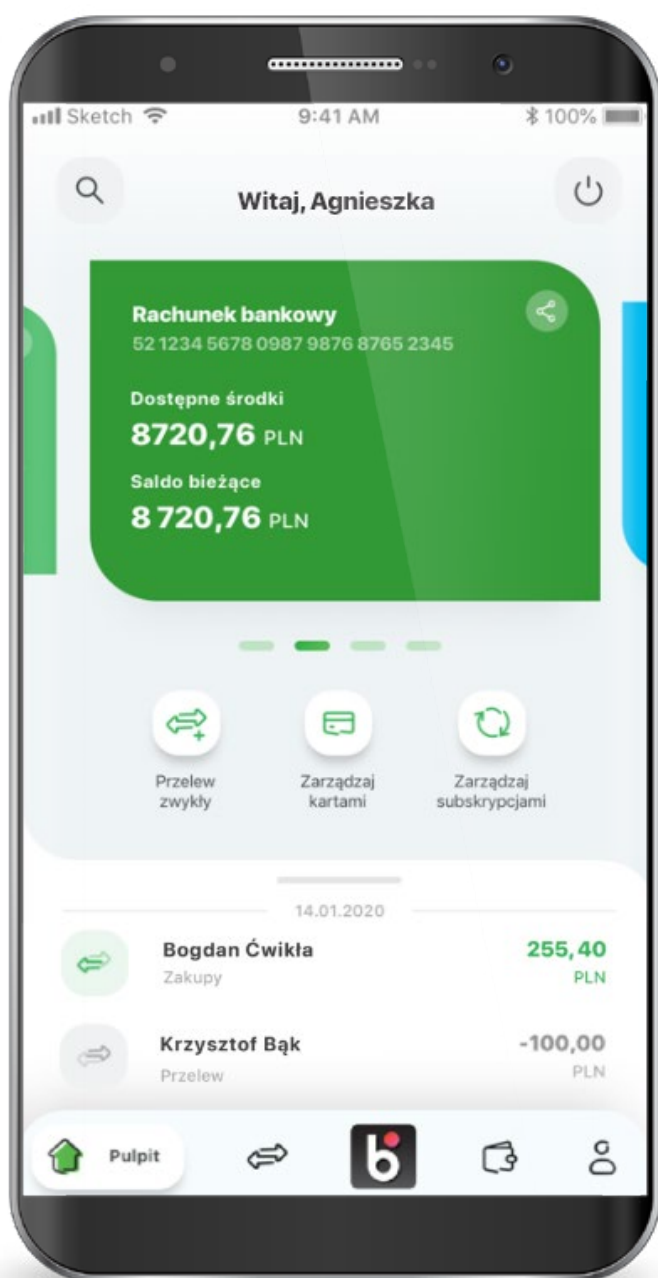 Sketch 9:41 AM 100%
Witaj, Agnieszka
Rachunek bankowy
52 1234 5678 0987 9876 8765 2345
Dostępne środki
8720,76 PLN
Saldo bieżące
8 720,76 PLN
Przelew zwykły
Zarządzaj kartami
Zarządzaj subskrypcjami
14.01.2020
Bogdan Ćwikła 255,40
Zakupy PLN
Krzysztof Bąk -100,00
Przelew PLN
Pulpit
b